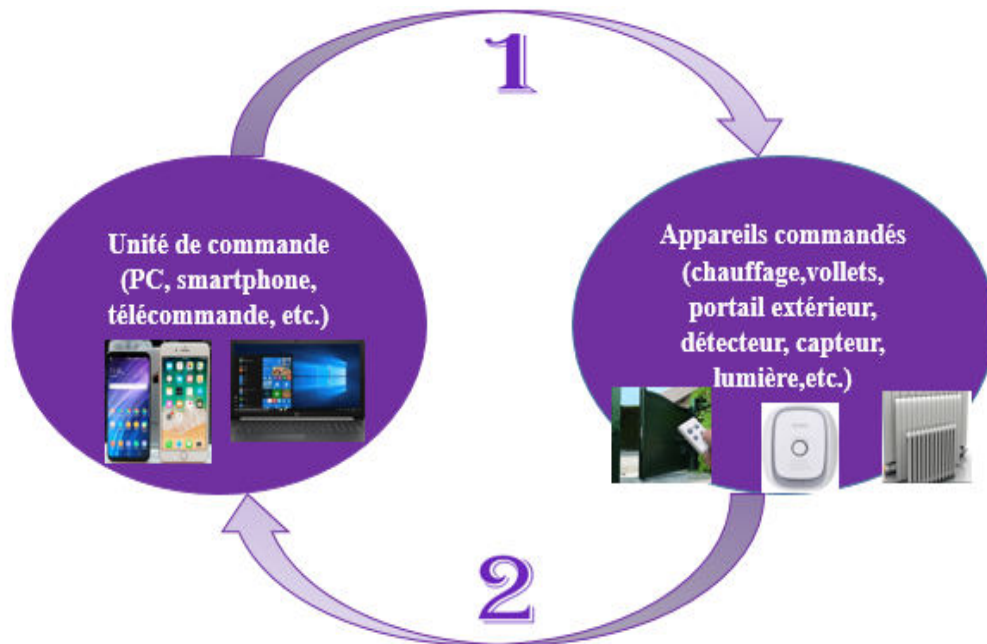 1
Unité de commande
(PC, smartphone,
télécommande, etc.)
Appareils commandés
(chauffage,vollets,
portail extérieur,
détecteur, capteur,
lumière,etc.)
2